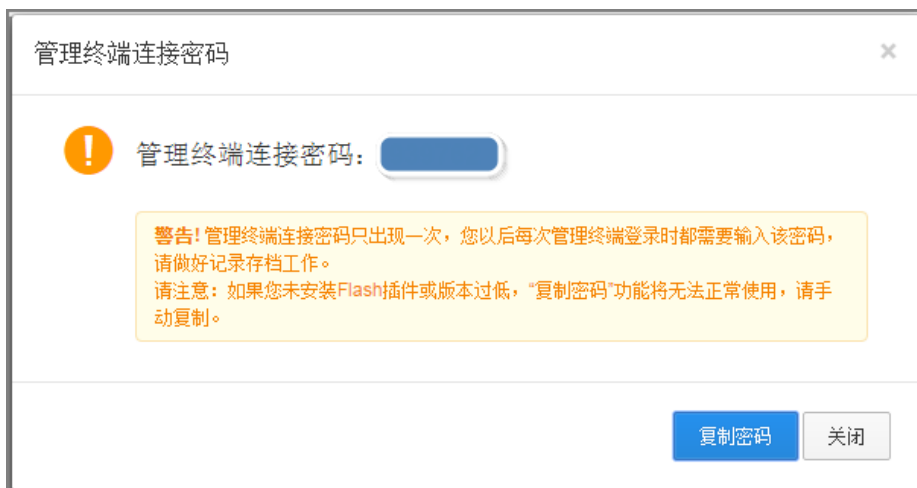 管理终端连接密码
×
管理终端连接密码：
警告! 管理终端连接密码只出现一次，您以后每次管理终端登录时都需要输入该密码，
请做好记录存档工作。
请注意：如果您未安装Flash插件或版本过低，“复制密码”功能将无法正常使用，请手
动复制。
复制密码 关闭